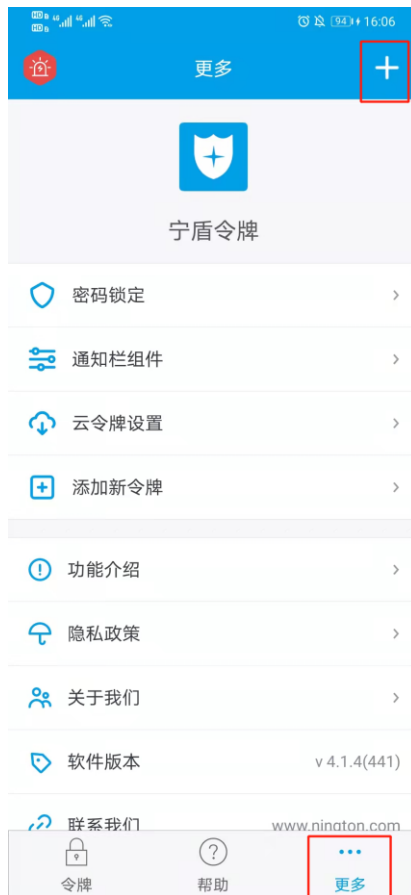 HD 46 46 94 16:06
更多
宁盾令牌
密码锁定
通知栏组件
云令牌设置
添加新令牌
功能介绍
隐私政策
关于我们
软件版本 v 4.1.4(441)
联系我们 www.nington.com
令牌 帮助 更多